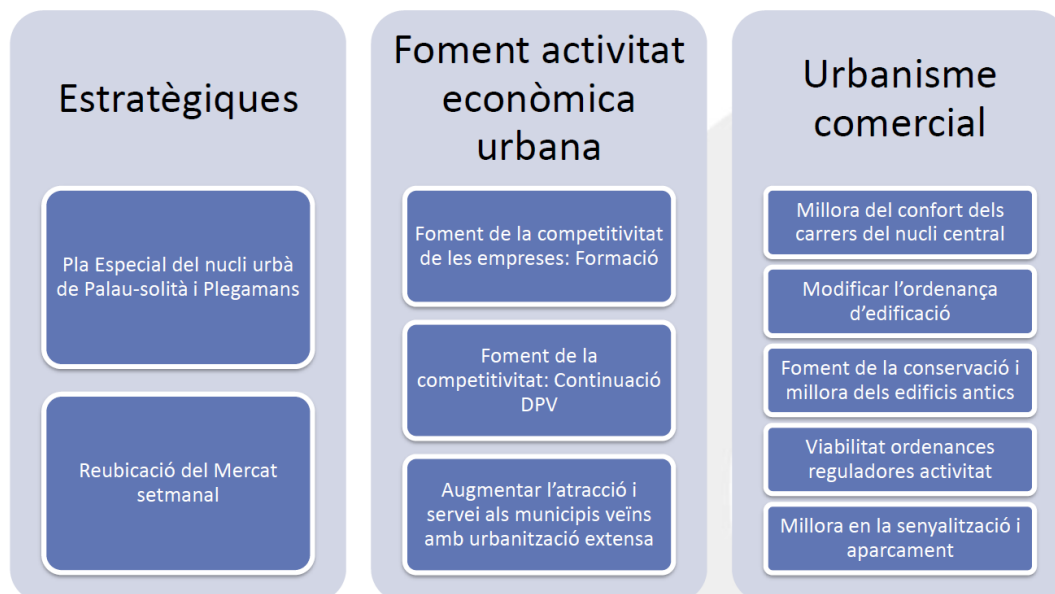 Estratègiques
Pla Especial del nucli urbà
de Palau-solità i Plegamans
Reubicació del Mercat
setmanal
Foment activitat
econòmica
urbana
Foment de la competitivitat
de les empreses: Formació
Foment de la
competitivitat: Continuació
DPV
Augmentar l’atracció i
servei als municipis veïns
amb urbanització extensa
Urbanisme
comercial
Millora del confort dels
carrers del nucli central
Modificar l’ordenança
d’edificació
Foment de la conservació i
millora dels edificis antics
Viabilitat ordenances
reguladores activitat
Millora en la senyalització i
aparcament